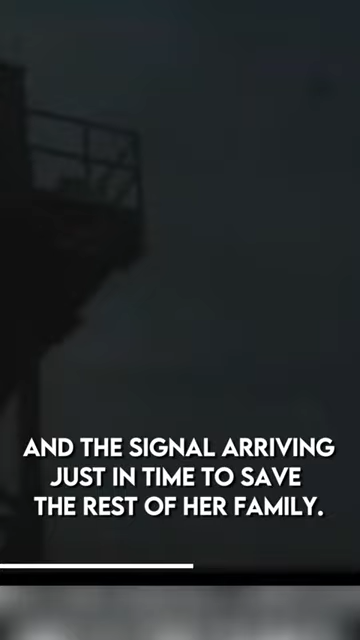 AND THE SIGNAL ARRIVING
JUST IN TIME TO SAVE
THE REST OF HER FAMILY.